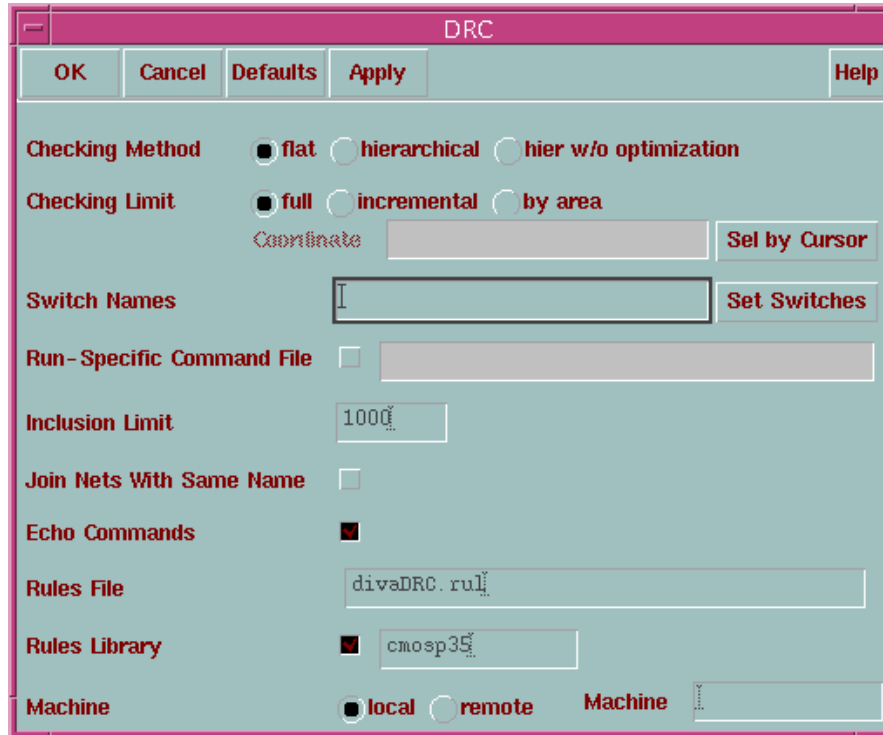 DRC
OK Cancel Defaults Apply Help
Checking Method flat hierarchical hier w/o optimization
Checking Limit full incremental by area
Coordinate Sel by Cursor
Switch Names Set Switches
Run-Specific Command File
Inclusion Limit 1000
Join Nets With Same Name
Echo Commands
Rules File divaDRC.rul
Rules Library cmosp35
Machine local remote Machine